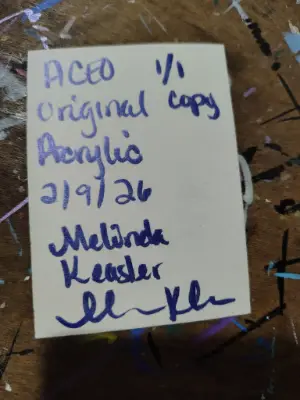 ACEO 1/1
Original Copy
Acrylic
2/9/26
Melinda
Keasler